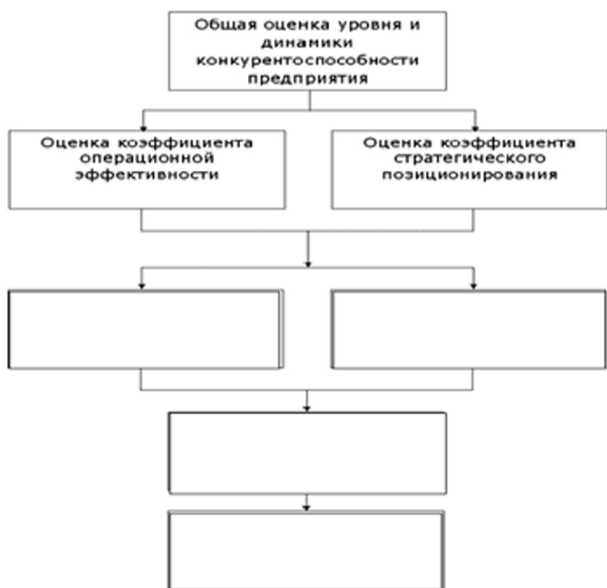 Общая оценка уровня и
динамики
конкурентоспособности
предприятия
Оценка коэффициента
операционной
эффективности
Оценка коэффициента
стратегического
позиционирования